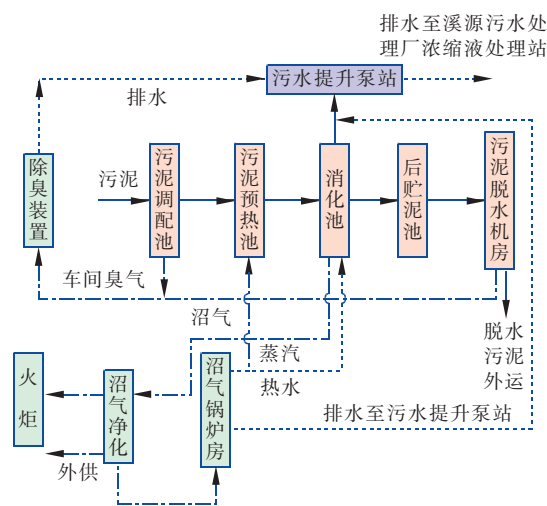 排水至溪源污水处
理厂浓缩液处理站
污水提升泵站
排水
除臭装置
污泥
污泥调配池
污泥预热池
消化池
后贮泥池
污泥脱水机房
车间臭气
沼气
脱水
污泥
外运
蒸汽
热水
火炬
沼气净化
沼气锅炉房
排水至污水提升泵站
外供